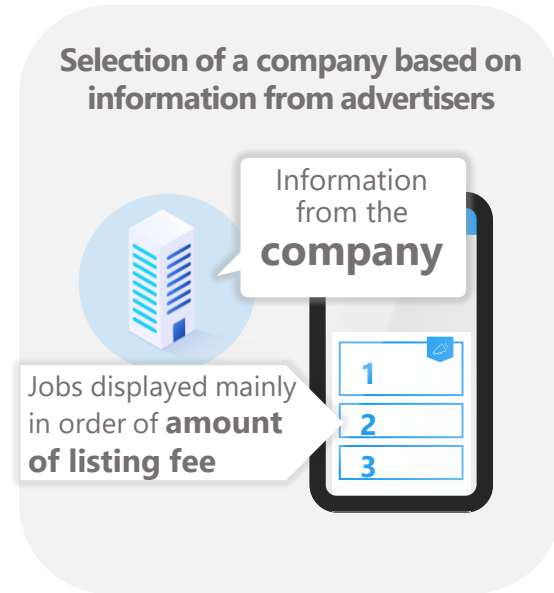 Selection of a company based on
information from advertisers
Information
from the
company
Jobs displayed mainly
in order of amount
of listing fee
1
2
3